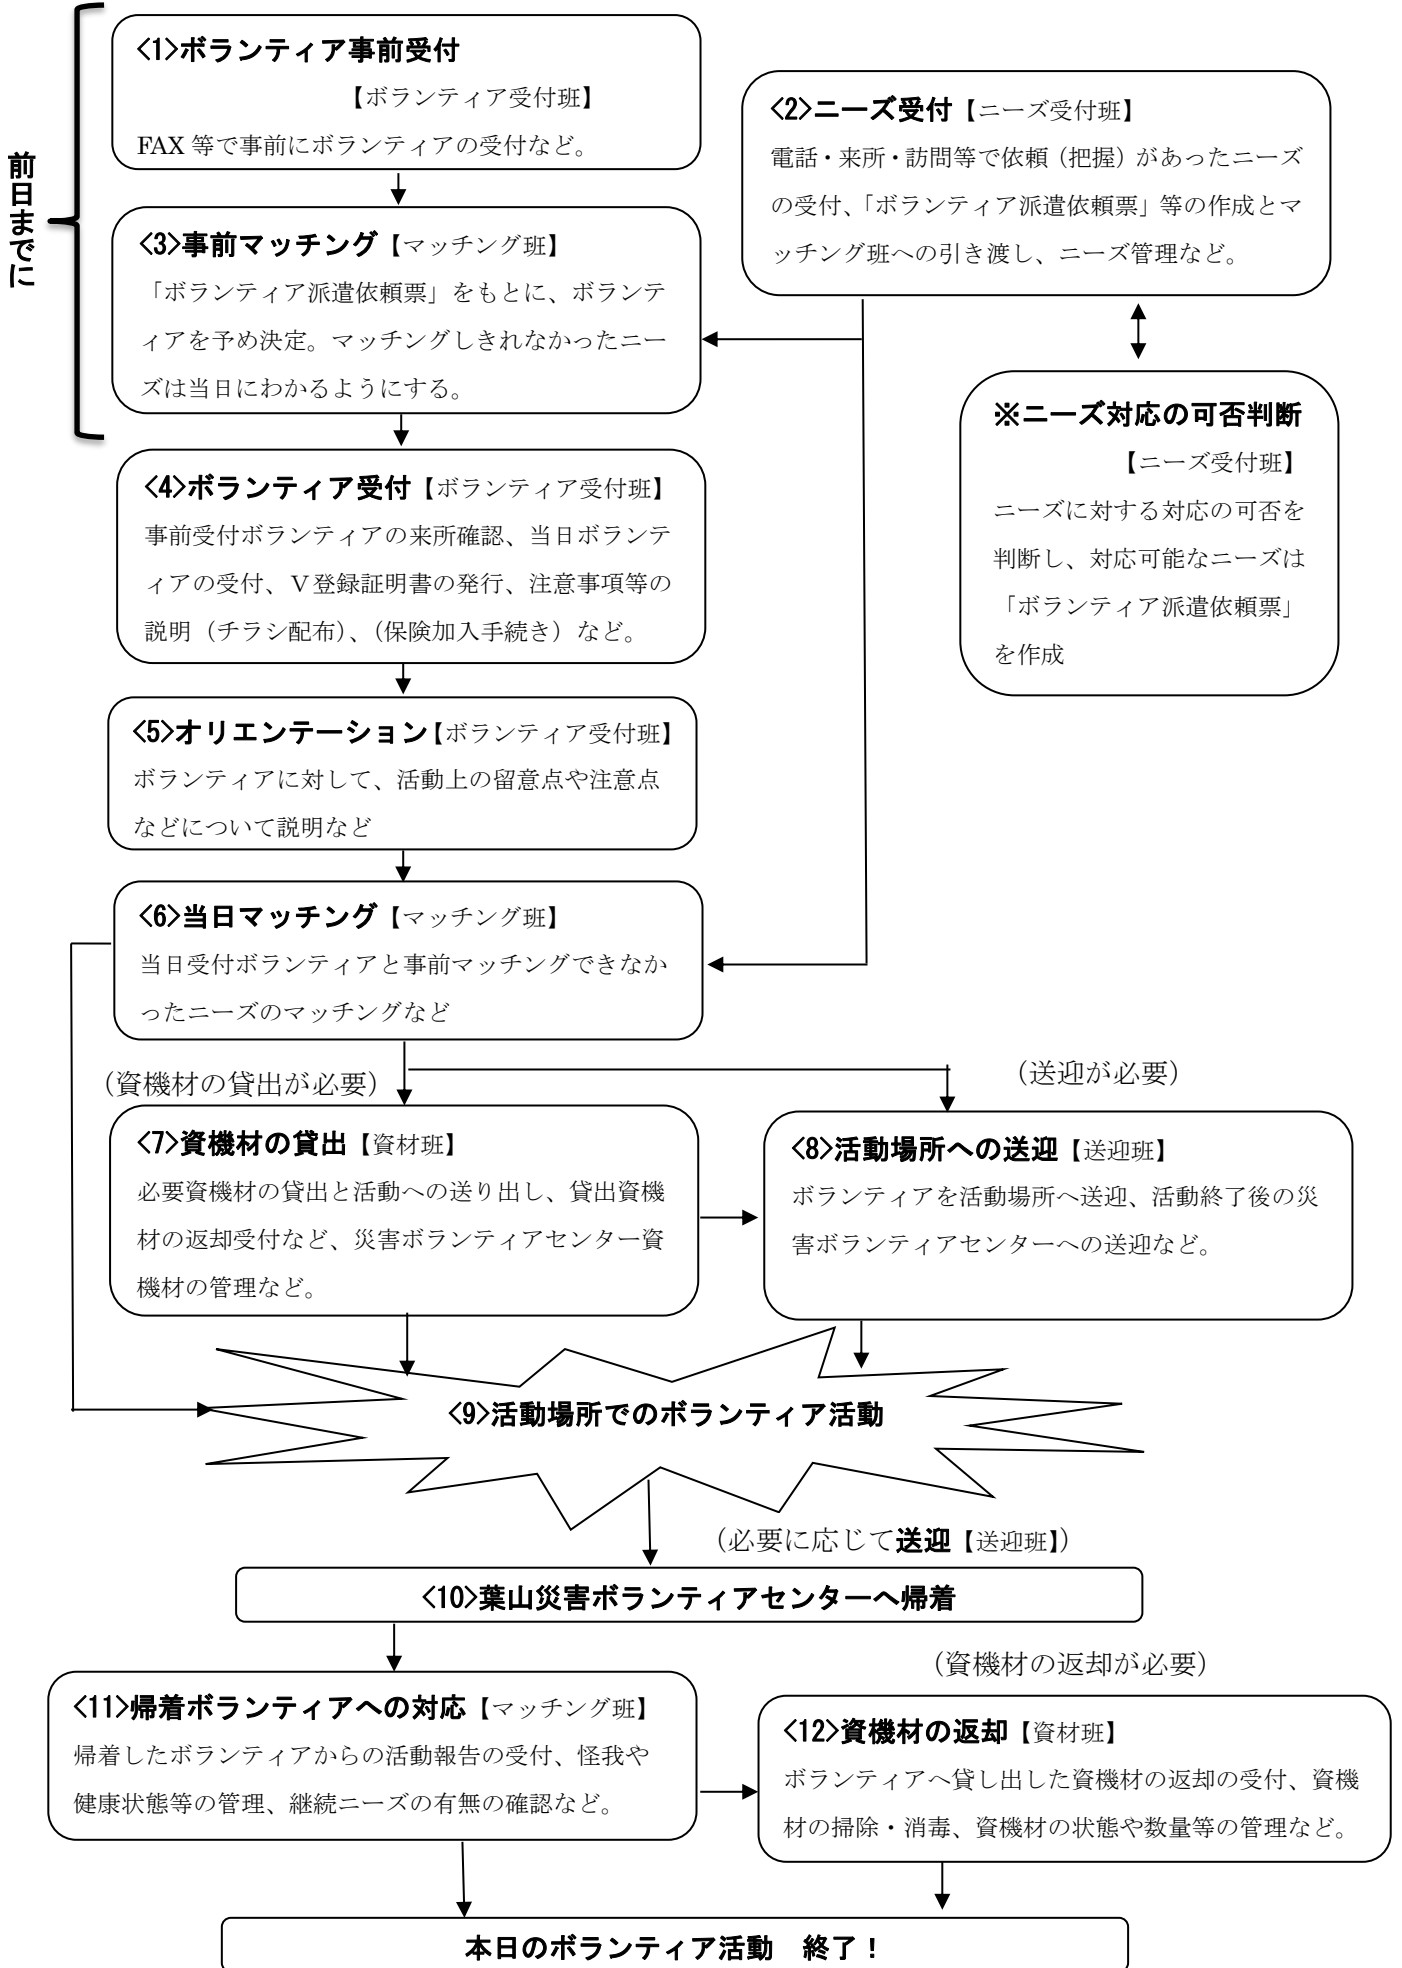 前日までに
<1>ボランティア事前受付
【ボランティア受付班】
FAX 等で事前にボランティアの受付など。
<2>ニーズ受付【ニーズ受付班】
電話・来所・訪問等で依頼（把握）があったニーズ
の受付、「ボランティア派遣依頼票」等の作成とマ
ッチング班への引き渡し、ニーズ管理など。
<3>事前マッチング【マッチング班】
「ボランティア派遣依頼票」をもとに、ボランテ
ィアを予め決定。マッチングしきれなかったニー
ズは当日にわかるようにする。
※ニーズ対応の可否判断
【ニーズ受付班】
ニーズに対する対応の可否を
判断し、対応可能なニーズは
「ボランティア派遣依頼票」
を作成
<4>ボランティア受付【ボランティア受付班】
事前受付ボランティアの来所確認、当日ボランテ
ィアの受付、Ｖ登録証明書の発行、注意事項等の
説明（チラシ配布）、（保険加入手続き）など。
<5>オリエンテーション【ボランティア受付班】
ボランティアに対して、活動上の留意点や注意点
などについて説明など
<6>当日マッチング【マッチング班】
当日受付ボランティアと事前マッチングできなか
ったニーズのマッチングなど
（資機材の貸出が必要）
（送迎が必要）
<7>資機材の貸出【資材班】
必要資機材の貸出と活動への送り出し、貸出資機
材の返却受付など、災害ボランティアセンター資
機材の管理など。
<8>活動場所への送迎【送迎班】
ボランティアを活動場所へ送迎、活動終了後の災
害ボランティアセンターへの送迎など。
<9>活動場所でのボランティア活動
（必要に応じて送迎【送迎班】）
<10>葉山災害ボランティアセンターへ帰着
（資機材の返却が必要）
<11>帰着ボランティアへの対応【マッチング班】
帰着したボランティアからの活動報告の受付、怪我や
健康状態等の管理、継続ニーズの有無の確認など。
<12>資機材の返却【資材班】
ボランティアへ貸し出した資機材の返却の受付、資機
材の掃除・消毒、資機材の状態や数量等の管理など。
本日のボランティア活動　終了！